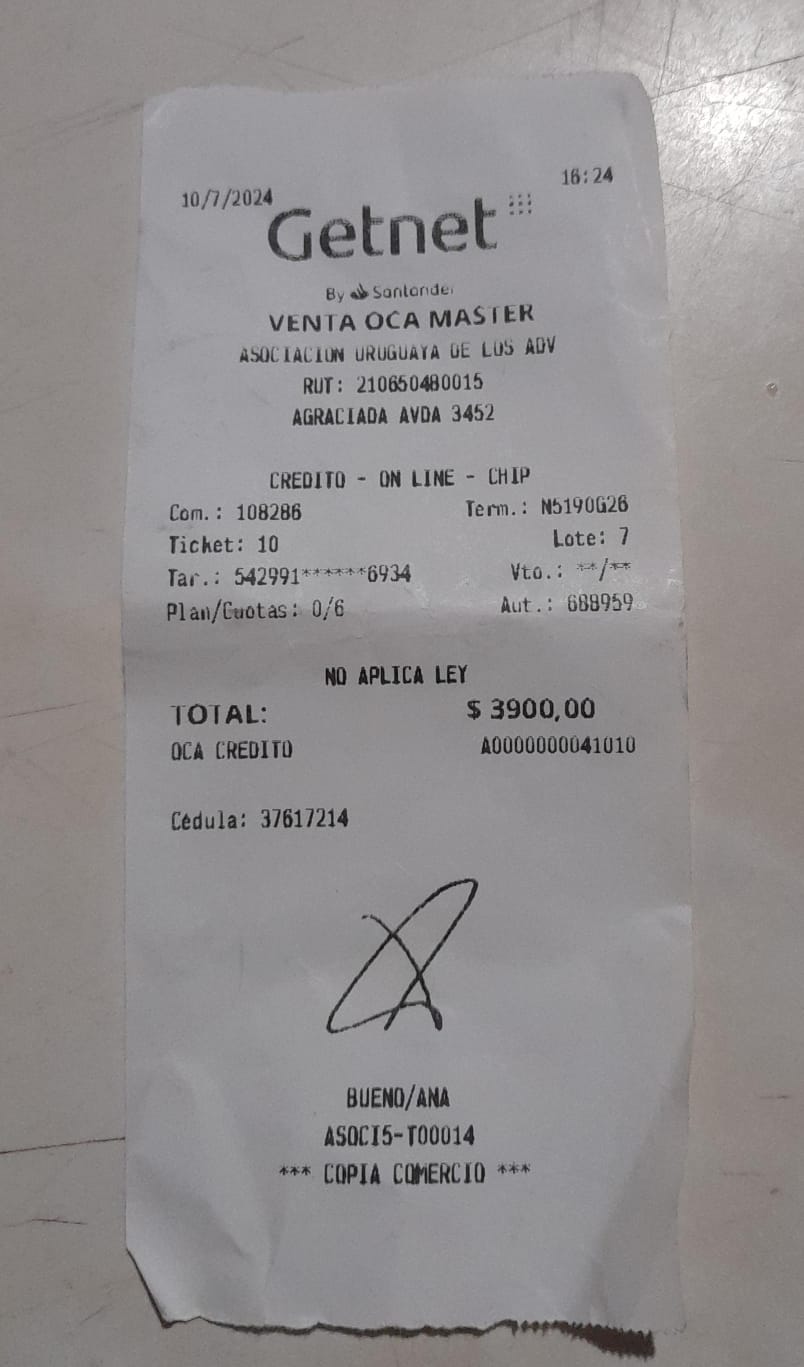 10/7/2024 16:24
Getnet
By Santander
VENTA OCA MASTER
ASOCIACION URUGUAYA DE LOS ADV
RUT: 210650480015
AGRACIADA AVDA 3452
CREDITO - ON LINE - CHIP
Com.: 108286 Term.: N5190G26
Ticket: 10 Lote: 7
Tar.: 542991******6934 Vto.: **/**
Plan/Cuotas: 0/6 Aut.: 688959
NO APLICA LEY
TOTAL: $ 3900,00
OCA CREDITO A0000000041010
Cédula: 37617214
BUENO/ANA
ASOCI5-T00014
*** COPIA COMERCIO ***